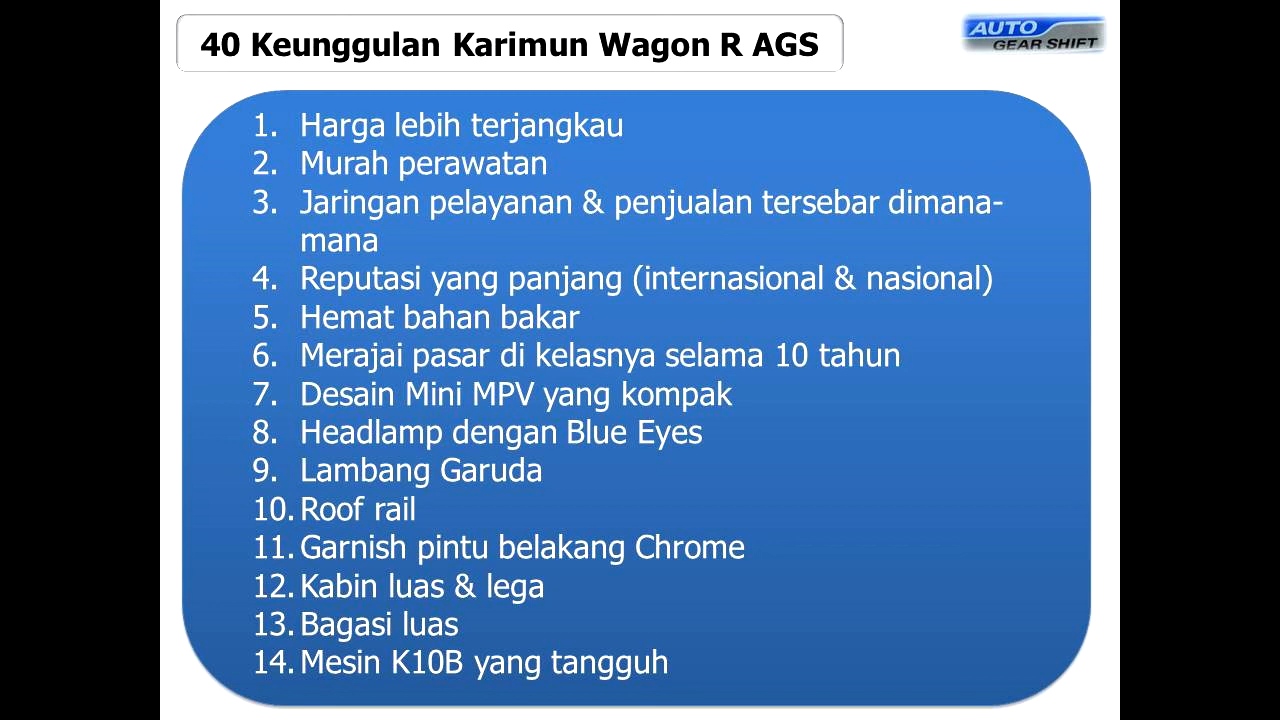 40 Keunggulan Karimun Wagon R AGS
AUTO
GEAR SHIFT
1. Harga lebih terjangkau
2. Murah perawatan
3. Jaringan pelayanan & penjualan tersebar dimana-
mana
4. Reputasi yang panjang (internasional & nasional)
5. Hemat bahan bakar
6. Merajai pasar di kelasnya selama 10 tahun
7. Desain Mini MPV yang kompak
8. Headlamp dengan Blue Eyes
9. Lambang Garuda
10. Roof rail
11. Garnish pintu belakang Chrome
12. Kabin luas & lega
13. Bagasi luas
14. Mesin K10B yang tangguh